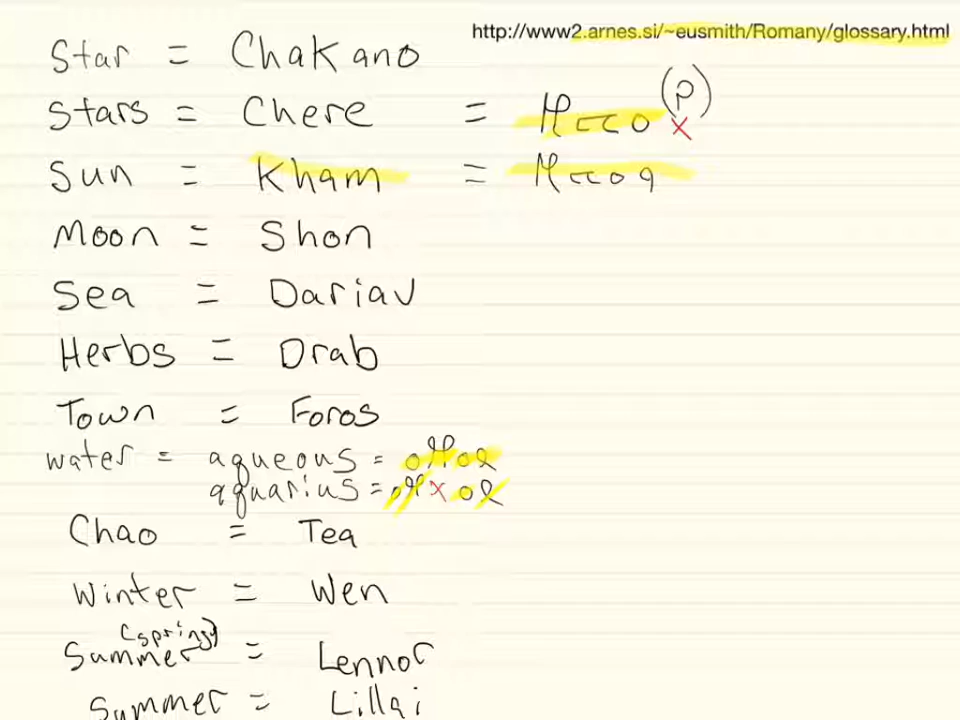 http://www2.arnes.si/~eusmith/Romany/glossary.html
Star = Chakano
Stars = Chere = (P) x
Sun = Kham =
Moon = Shon
Sea = Dariav
Herbs = Drab
Town = Foros
water = aqueous =
aquarius =
Chao = Tea
Winter = Wen
(spring)
Summer = Lennor
Summer = Lillai